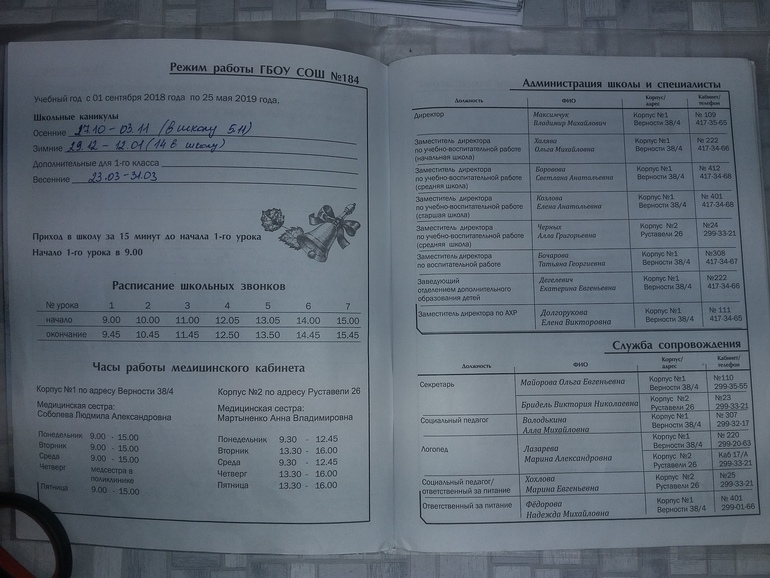 Режим работы ГБОУ СОШ №184
Учебный год с 01 сентября 2018 года по 25 мая 2019 года.
Школьные каникулы
Осенние 27.10 - 03.11 (В школу 5.11)
Зимние 29.12 - 12.01 (14 в школу)
Дополнительные для 1-го класса
Весенние 23.03 - 31.03
Приход в школу за 15 минут до начала 1-го урока
Начало 1-го урока в 9.00
Расписание школьных звонков
№ урока 1 2 3 4 5 6 7
начало 9.00 10.00 11.00 12.05 13.05 14.00 15.00
окончание 9.45 10.45 11.45 12.50 13.50 14.45 15.45
Часы работы медицинского кабинета
Корпус №1 по адресу Верности 38/4
Медицинская сестра:
Соболева Людмила Александровна
Понедельник 9.00 - 15.00
Вторник 9.00 - 15.00
Среда 9.00 - 15.00
Четверг медсестра в
поликлинике
Пятница 9.00 - 15.00
Корпус №2 по адресу Руставели 26
Медицинская сестра:
Мартыненко Анна Владимировна
Понедельник 9.30 - 12.45
Вторник 13.30 - 16.00
Среда 9.30 - 12.45
Четверг 13.30 - 16.00
Пятница 13.30 - 16.00
Администрация школы и специалисты
Должность ФИО Корпус/ Кабинет/
адрес телефон
Директор Максимчук Корпус №1 № 109
Владимир Михайлович Верности 38/4 417-35-65
Заместитель директора Халява Корпус №1 № 222
по учебно-воспитательной работе Ольга Михайловна Верности 38/4 417-34-66
(начальная школа)
Заместитель директора Боровова Корпус №1 № 412
по учебно-воспитательной работе Светлана Анатольевна Верности 38/4 417-34-68
(средняя школа)
Заместитель директора Козлова Корпус №1 № 401
по учебно-воспитательной работе Елена Анатольевна Верности 38/4 417-34-68
(старшая школа)
Заместитель директора Черных Корпус №2 №24
по учебно-воспитательной работе Алла Григорьевна Руставели 26 299-33-21
(средняя школа)
Заместитель директора Бочарова Корпус №1 №308
по воспитательной работе Татьяна Георгиевна Верности 38/4 417-34-67
Заведующий Дегелевич Корпус №1 №222
отделением дополнительного Екатерина Евгеньевна Верности 38/4 417-34-66
образования детей
Заместитель директора по АХР Долгорукова Корпус №1 № 111
Елена Викторовна Верности 38/4 417-34-65
Служба сопровождения
Должность ФИО Корпус/ Кабинет/
адрес телефон
Секретарь Майорова Ольга Евгеньевна Корпус №1 №110
Верности 38/4 299-35-55
Бридель Виктория Николаевна Корпус №2 №23
Руставели 26 299-33-21
Социальный педагог Володькина Корпус №1 № 307
Алла Михайловна Верности 38/4 299-32-17
Логопед Лазарева Корпус №1 № 220
Марина Александровна Верности 38/4 299-20-63
Корпус №2 Каб 17/А
Руставели 26 299-33-21
Социальный педагог/ Хохлова Корпус №2 №25
ответственный за питание Марина Евгеньевна Руставели 26 299-33-21
Ответственный за питание Фёдорова Корпус №1 № 401
Надежда Михайловна Верности 38/4 299-01-66